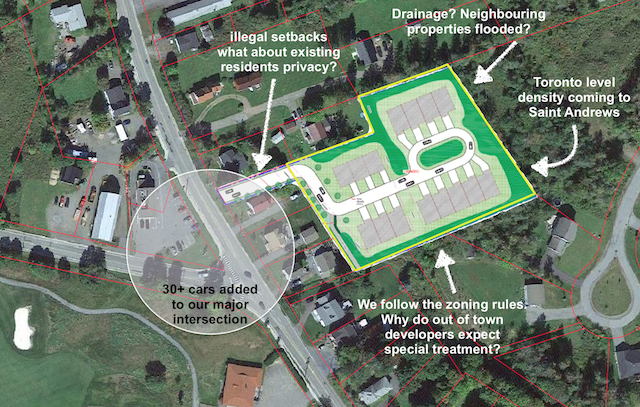 Drainage? Neighbouring
properties flooded?
illegal setbacks
what about existing
residents privacy?
Toronto level
density coming to
Saint Andrews
30+ cars added
to our major
intersection
We follow the zoning rules.
Why do out of town
developers expect
special treatment?